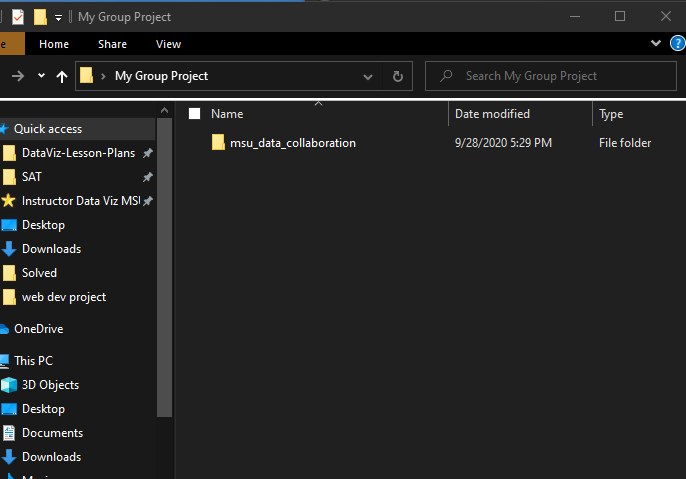 My Group Project
e Home Share View
My Group Project Search My Group Project
Name Date modified Type
msu_data_collaboration 9/28/2020 5:29 PM File folder
Quick access
DataViz-Lesson-Plans
SAT
Instructor Data Viz MSU
Desktop
Downloads
Solved
web dev project
OneDrive
This PC
3D Objects
Desktop
Documents
Downloads